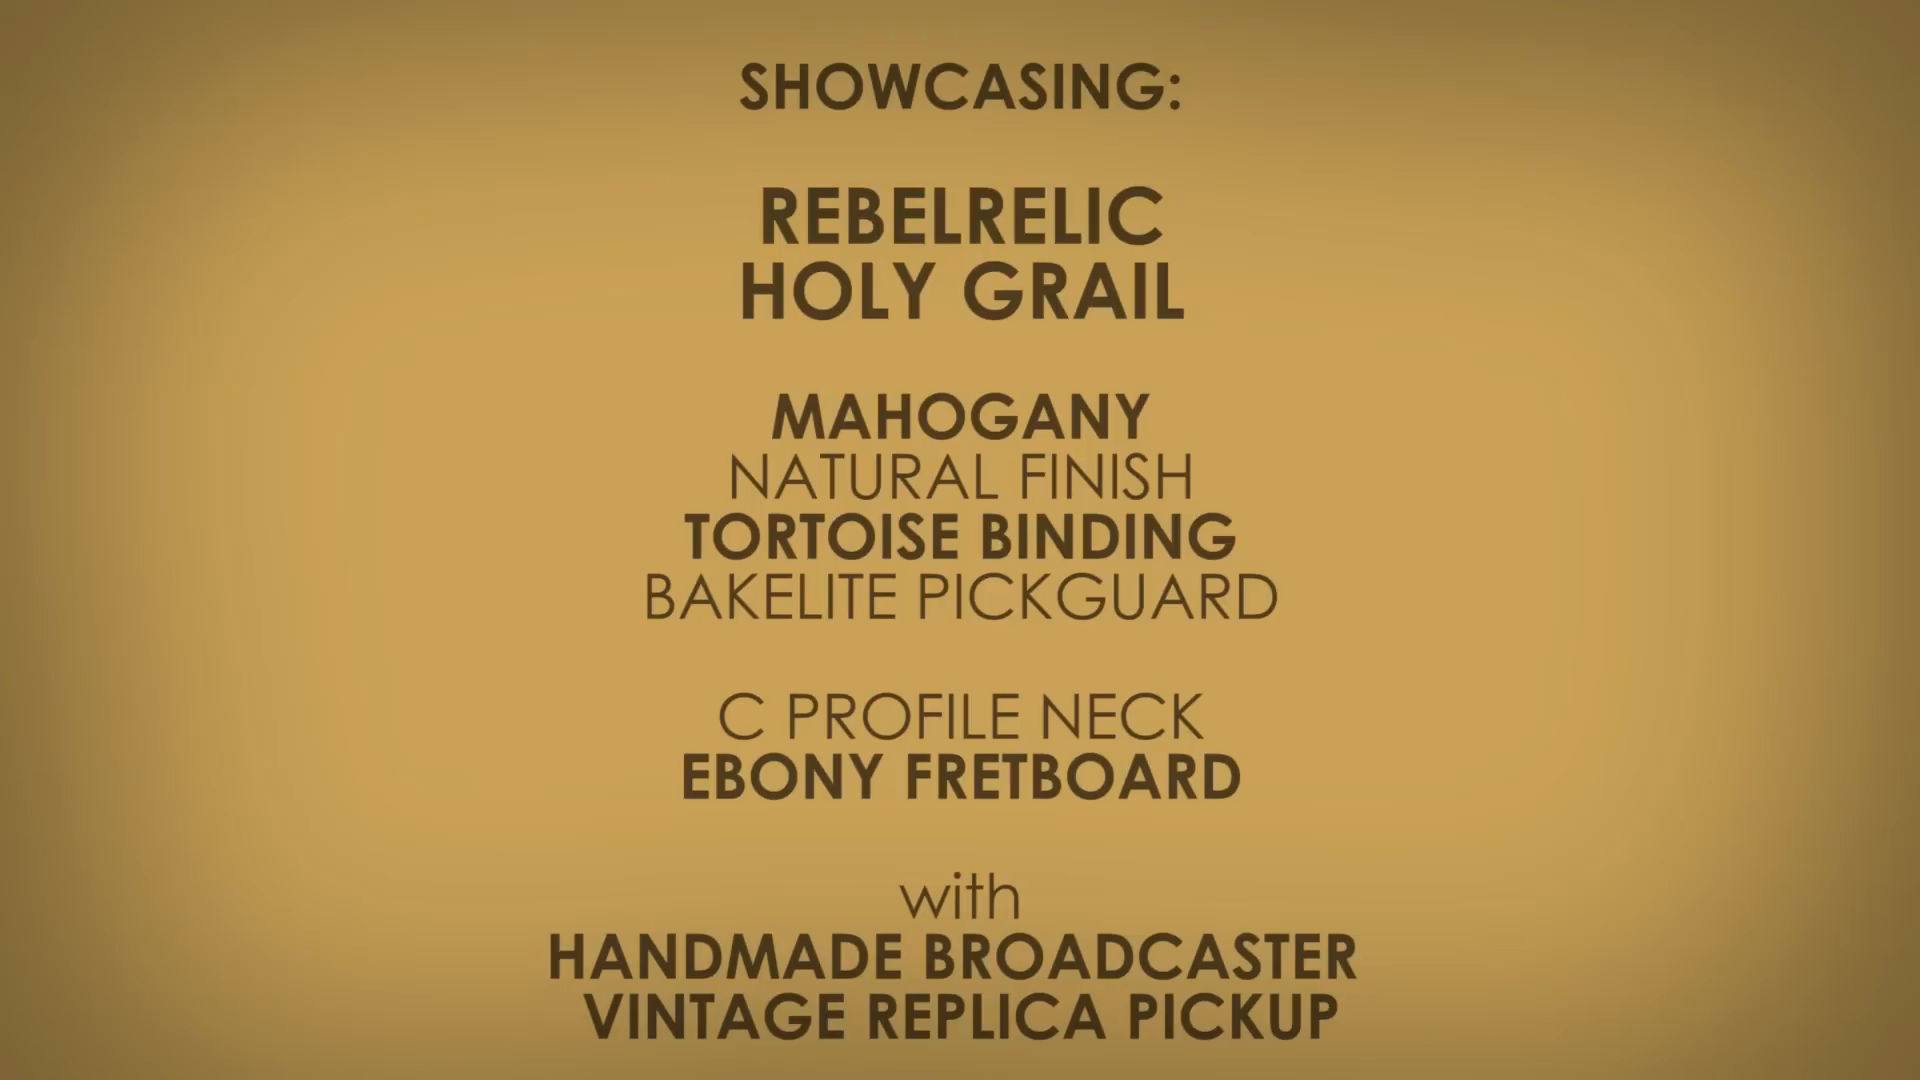 SHOWCASING:
REBELRELIC
HOLY GRAIL
MAHOGANY
NATURAL FINISH
TORTOISE BINDING
BAKELITE PICKGUARD
C PROFILE NECK
EBONY FRETBOARD
with
HANDMADE BROADCASTER
VINTAGE REPLICA PICKUP